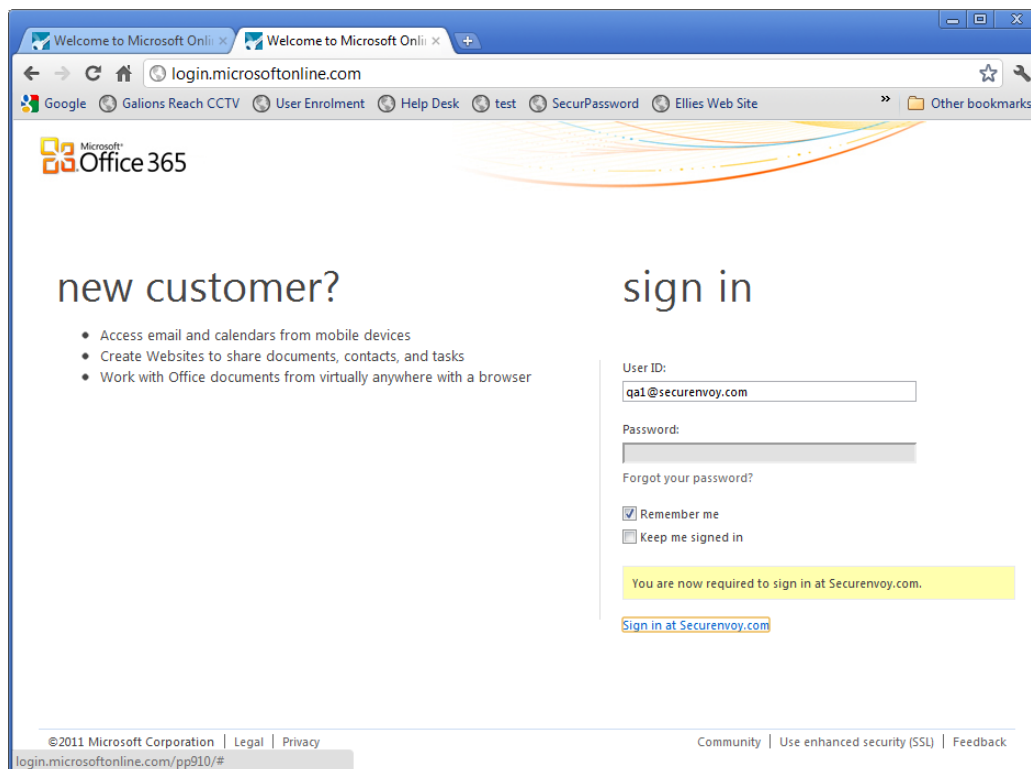 Welcome to Microsoft Onli
Welcome to Microsoft Onli
login.microsoftonline.com
Google Galions Reach CCTV User Enrolment Help Desk test SecurPassword Ellies Web Site » Other bookmarks
Microsoft®
Office 365
new customer?
• Access email and calendars from mobile devices
• Create Websites to share documents, contacts, and tasks
• Work with Office documents from virtually anywhere with a browser
sign in
User ID:
qa1@securenvoy.com
Password:
Forgot your password?
Remember me
Keep me signed in
You are now required to sign in at Securenvoy.com.
Sign in at Securenvoy.com
©2011 Microsoft Corporation | Legal | Privacy
Community | Use enhanced security (SSL) | Feedback
login.microsoftonline.com/pp910/#